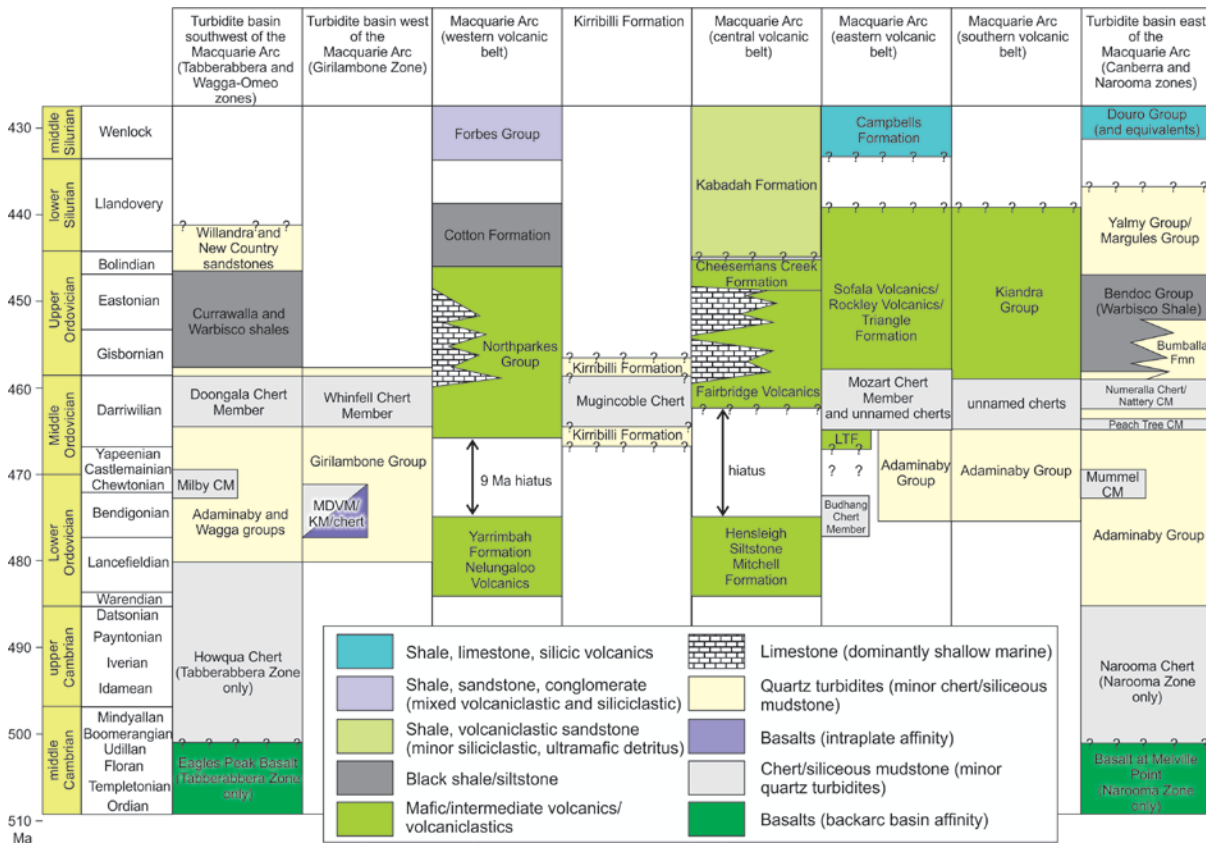 Turbidite basin
southwest of the
Macquarie Arc
(Tabberabbera and
Wagga-Omeo
zones)
Turbidite basin west
of the
Macquarie Arc
(Girilambone Zone)
Macquarie Arc
(western volcanic
belt)
Kirribilli Formation
Macquarie Arc
(central volcanic
belt)
Macquarie Arc
(eastern volcanic
belt)
Macquarie Arc
(southern volcanic
belt)
Turbidite basin east
of the
Macquarie Arc
(Canberra and
Narooma zones)
430
440
450
460
470
480
490
500
510
Ma
middle
Silurian
lower
Silurian
Upper
Ordovician
Middle
Ordovician
Lower
Ordovician
upper
Cambrian
middle
Cambrian
Wenlock
Llandovery
Bolindian
Eastonian
Gisbornian
Darriwilian
Yapeenian
Castlemainian
Chewtonian
Bendigonian
Lancefieldian
Warendian
Datsonian
Payntonian
Iverian
Idamean
Mindyallan
Boomerangian
Udillan
Floran
Templetonian
Ordian
? ? ?
Willandra and
New Country
sandstones
Currawalla and
Warbisco shales
Doongala Chert
Member
Milby CM
Adaminaby and
Wagga groups
Howqua Chert
(Tabberabbera Zone
only)
? ? ? ? ?
Eagles Peak Basalt
(Tabberabbera Zone
only)
Whinfell Chert
Member
Girilambone Group
MDVM/
KM/chert
Forbes Group
Cotton Formation
Northparkes
Group
9 Ma hiatus
Yarrimbah
Formation
Nelungaloo
Volcanics
? ? ? ? ?
Kirribilli Formation
? ?
Mugincoble Chert
? ?
Kirribilli Formation
? ? ? ? ?
Kabadah Formation
? ? ? ? ?
Cheesemans Creek
Formation
Fairbridge Volcanics
? ? ? ? ?
hiatus
Hensleigh
Siltstone
Mitchell
Formation
Campbells
Formation
? ? ? ? ?
? ? ? ? ?
Sofala Volcanics/
Rockley Volcanics/
Triangle
Formation
Mozart Chert
Member
and unnamed cherts
LTF
? ?
? ?
? ?
Budhang
Chert
Member
Adaminaby
Group
? ? ? ? ?
Kiandra
Group
unnamed cherts
Adaminaby Group
Douro Group
(and equivalents)
? ? ? ? ?
Yalmy Group/
Margules Group
Bendoc Group
(Warbisco Shale)
Bumballa
Fmn
?
Numeralla Chert/
Nattery CM
Peach Tree CM
Mummel
CM
Adaminaby Group
Narooma Chert
(Narooma Zone
only)
? ? ? ? ?
Basalt at Melville
Point
(Narooma Zone
only)
Shale, limestone, silicic volcanics
Shale, sandstone, conglomerate
(mixed volcaniclastic and siliciclastic)
Shale, volcaniclastic sandstone
(minor siliciclastic, ultramafic detritus)
Black shale/siltstone
Mafic/intermediate volcanics/
volcaniclastics
Limestone (dominantly shallow marine)
Quartz turbidites (minor chert/siliceous
mudstone)
Basalts (intraplate affinity)
Chert/siliceous mudstone (minor
quartz turbidites)
Basalts (backarc basin affinity)